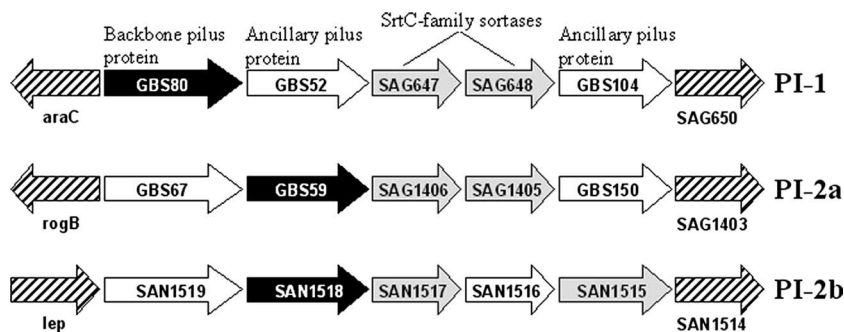 SrtC-family sortases
Backbone pilus protein
Ancillary pilus protein
Ancillary pilus protein
GBS80 GBS52 SAG647 SAG648 GBS104 PI-1
araC SAG650
GBS67 GBS59 SAG1406 SAG1405 GBS150 PI-2a
rogB SAG1403
SAN1519 SAN1518 SAN1517 SAN1516 SAN1515 PI-2b
lep SAN1514